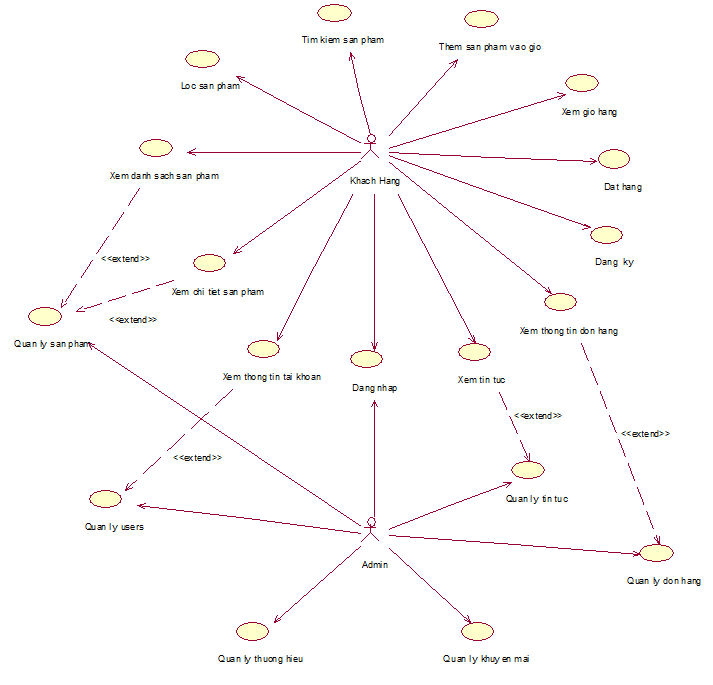 Tim kiem san pham
Them san pham vao gio
Loc san pham
Xem gio hang
Xem danh sach san pham
Khach Hang
Dat hang
<<extend>>
Dang ky
Xem chi tiet san pham
<<extend>>
Xem thong tin don hang
Quan ly san pham
Xem thong tin tai khoan
Dang nhap
Xem tin tuc
<<extend>>
<<extend>>
<<extend>>
Quan ly tin tuc
Quan ly users
Admin
Quan ly don hang
Quan ly thuong hieu
Quan ly khuyen mai